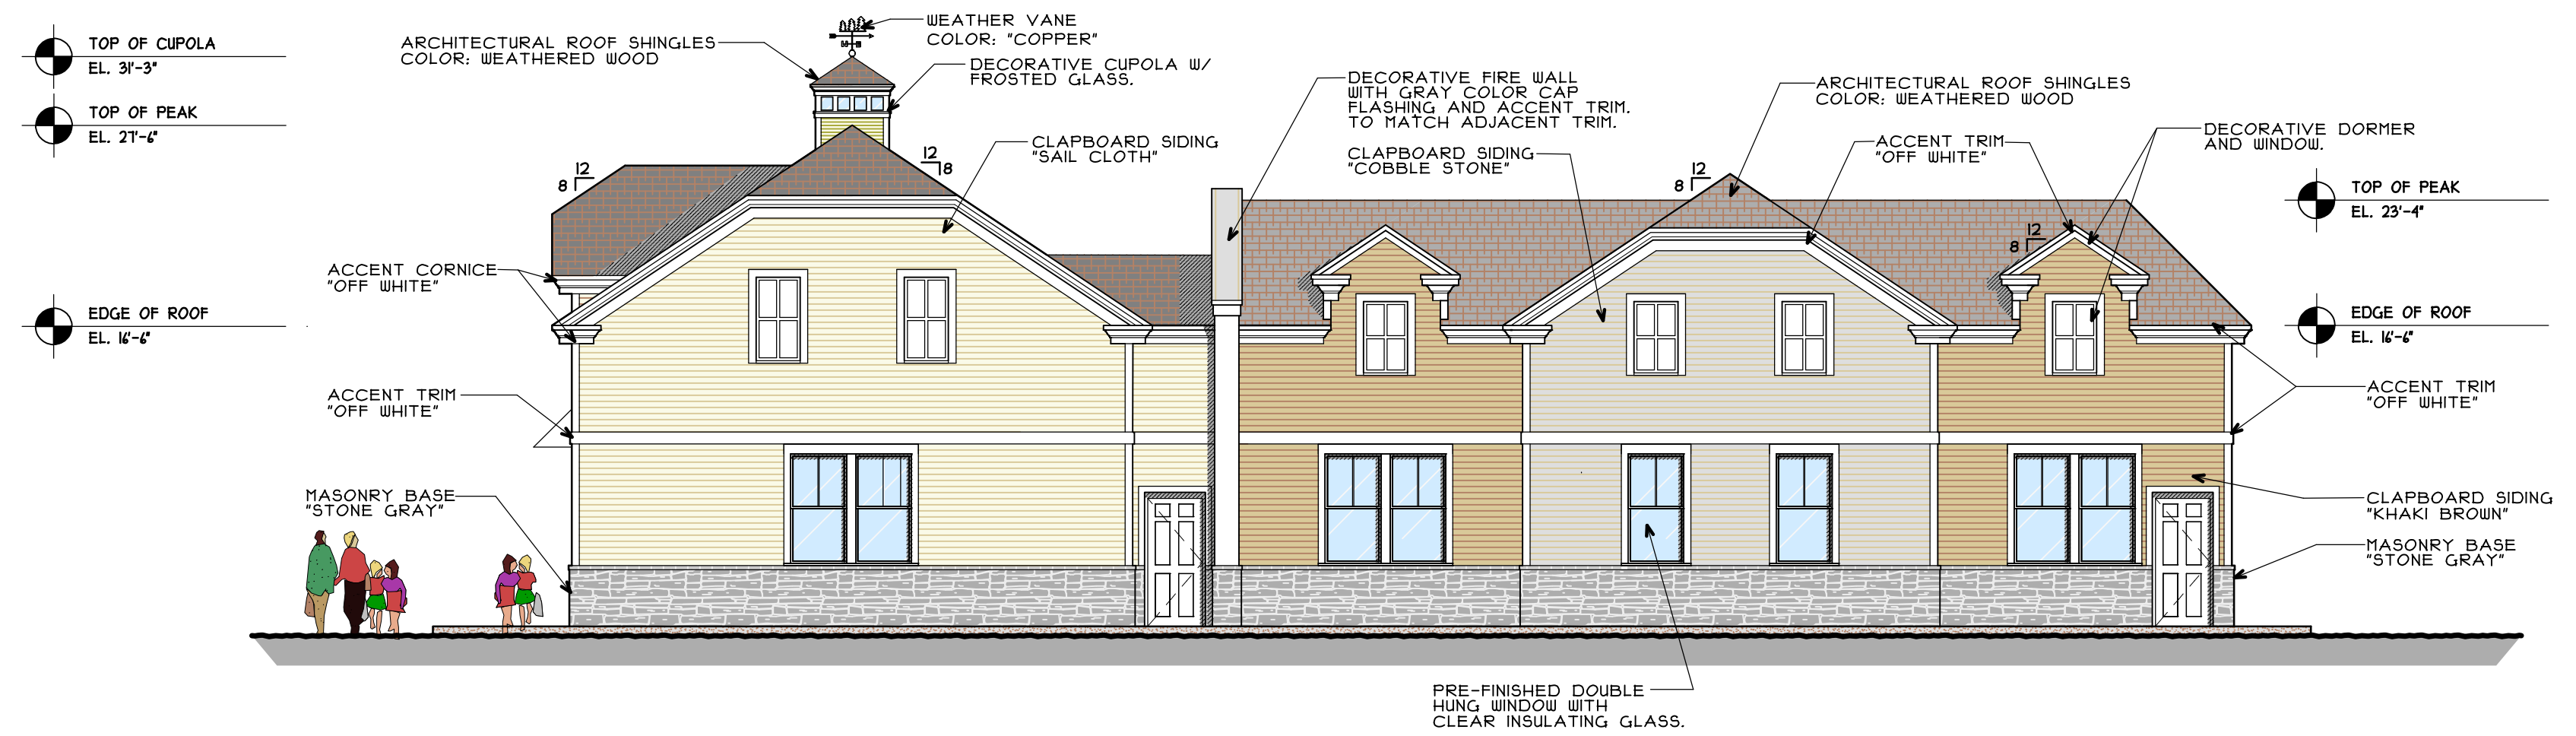 TOP OF CUPOLA
EL. 31'-3"
TOP OF PEAK
EL. 27'-6"
EDGE OF ROOF
EL. 16'-6"
ARCHITECTURAL ROOF SHINGLES
COLOR: WEATHERED WOOD
WEATHER VANE
COLOR: "COPPER"
DECORATIVE CUPOLA W/
FROSTED GLASS.
CLAPBOARD SIDING
"SAIL CLOTH"
12
8
12
8
ACCENT CORNICE
"OFF WHITE"
ACCENT TRIM
"OFF WHITE"
MASONRY BASE
"STONE GRAY"
DECORATIVE FIRE WALL
WITH GRAY COLOR CAP
FLASHING AND ACCENT TRIM.
TO MATCH ADJACENT TRIM.
CLAPBOARD SIDING
"COBBLE STONE"
ARCHITECTURAL ROOF SHINGLES
COLOR: WEATHERED WOOD
ACCENT TRIM
"OFF WHITE"
12
8
DECORATIVE DORMER
AND WINDOW.
12
8
TOP OF PEAK
EL. 23'-4"
EDGE OF ROOF
EL. 16'-6"
ACCENT TRIM
"OFF WHITE"
CLAPBOARD SIDING
"KHAKI BROWN"
MASONRY BASE
"STONE GRAY"
PRE-FINISHED DOUBLE
HUNG WINDOW WITH
CLEAR INSULATING GLASS.